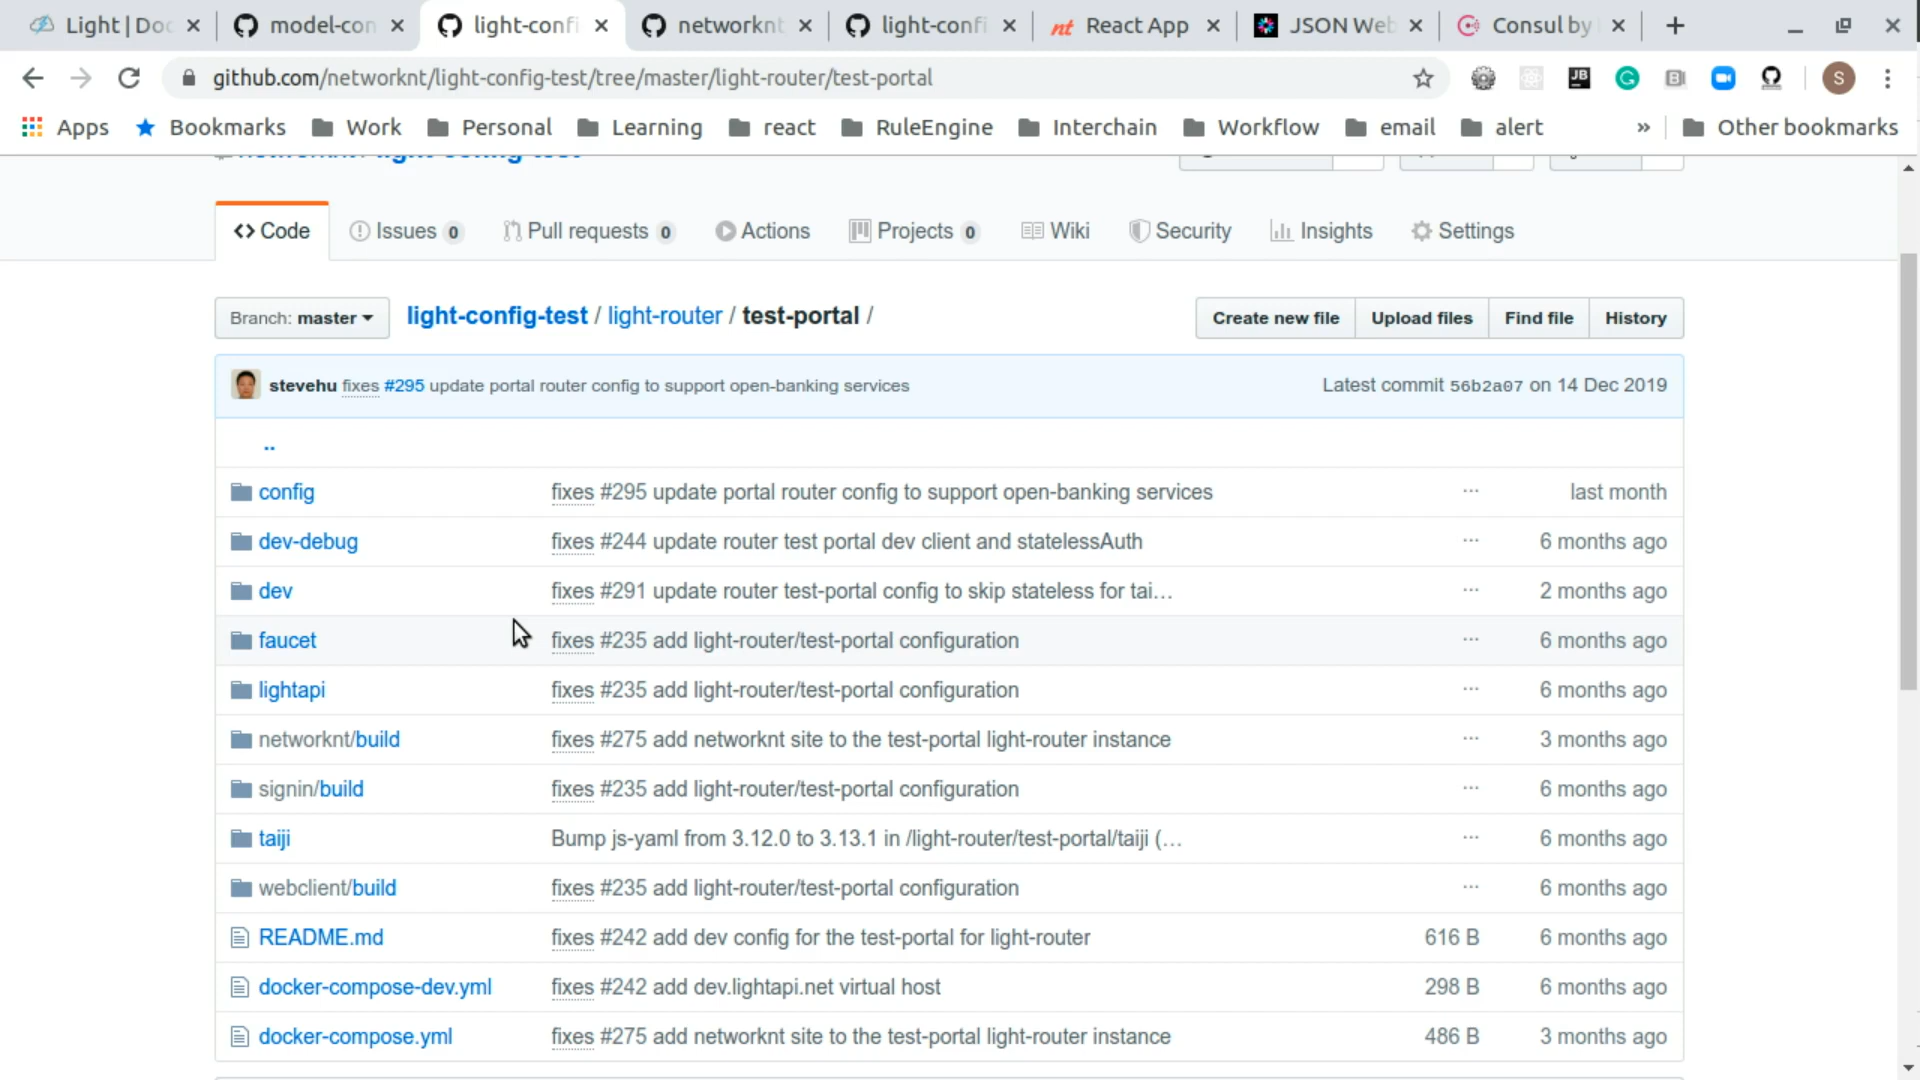 Light | Doc
model-con
light-confi
networknt
light-confi
nt React App
JSON Web
Consul by
github.com/networknt/light-config-test/tree/master/light-router/test-portal
S
Apps Bookmarks Work Personal Learning react RuleEngine Interchain Workflow email alert » Other bookmarks
<> Code Issues 0 Pull requests 0 Actions Projects 0 Wiki Security Insights Settings
Branch: master light-config-test / light-router / test-portal / Create new file Upload files Find file History
stevehu fixes #295 update portal router config to support open-banking services Latest commit 56b2a07 on 14 Dec 2019
..
config fixes #295 update portal router config to support open-banking services ... last month
dev-debug fixes #244 update router test portal dev client and statelessAuth ... 6 months ago
dev fixes #291 update router test-portal config to skip stateless for tai... ... 2 months ago
faucet fixes #235 add light-router/test-portal configuration ... 6 months ago
lightapi fixes #235 add light-router/test-portal configuration ... 6 months ago
networknt/build fixes #275 add networknt site to the test-portal light-router instance ... 3 months ago
signin/build fixes #235 add light-router/test-portal configuration ... 6 months ago
taiji Bump js-yaml from 3.12.0 to 3.13.1 in /light-router/test-portal/taiji (... ... 6 months ago
webclient/build fixes #235 add light-router/test-portal configuration ... 6 months ago
README.md fixes #242 add dev config for the test-portal for light-router 616 B 6 months ago
docker-compose-dev.yml fixes #242 add dev.lightapi.net virtual host 298 B 6 months ago
docker-compose.yml fixes #275 add networknt site to the test-portal light-router instance 486 B 3 months ago